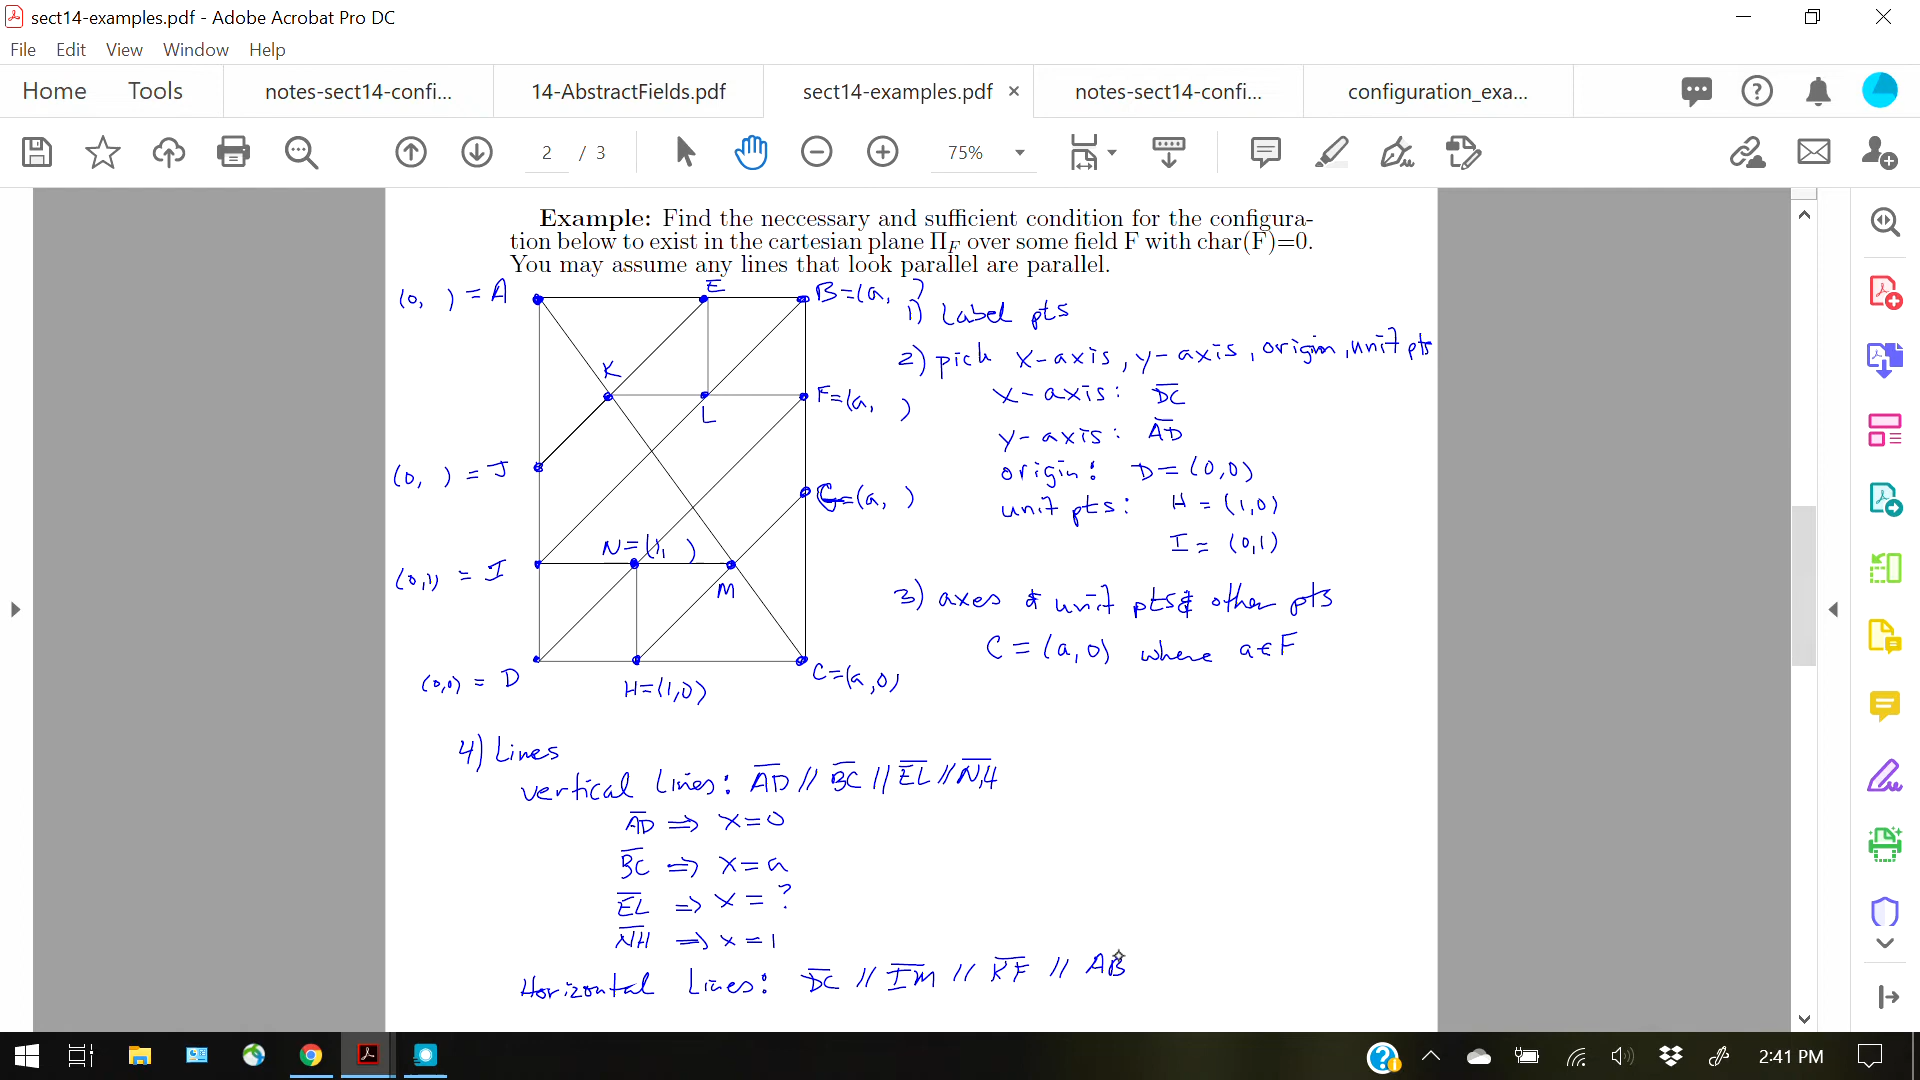 sect14-examples.pdf - Adobe Acrobat Pro DC
File Edit View Window Help
Home Tools notes-sect14-confi... 14-AbstractFields.pdf sect14-examples.pdf × notes-sect14-confi... configuration_exa...
2 / 3 75%
Example: Find the neccessary and sufficient condition for the configura-
tion below to exist in the cartesian plane Π_F over some field F with char(F)=0.
You may assume any lines that look parallel are parallel.
(0, ) = A
E
B=(a, ?
1) Label pts
2) pick x-axis, y-axis, origin, unit pts
K
x-axis: DC
L
F=(a, )
y-axis: AD
(0, ) = J
origin: D=(0,0)
G=(a, )
unit pts: H = (1,0)
N=(1, )
I = (0,1)
(0,1) = I
M
3) axes & unit pts & other pts
C = (a,0) where a∈F
(0,0) = D
H=(1,0)
C=(a,0)
4) Lines
vertical Lines: AD // BC // EL // NH
AD ⇒ x=0
BC ⇒ x=a
EL ⇒ x = ?
NH ⇒ x=1
Horizontal Lines: DC // IM // KF // AB
2:41 PM